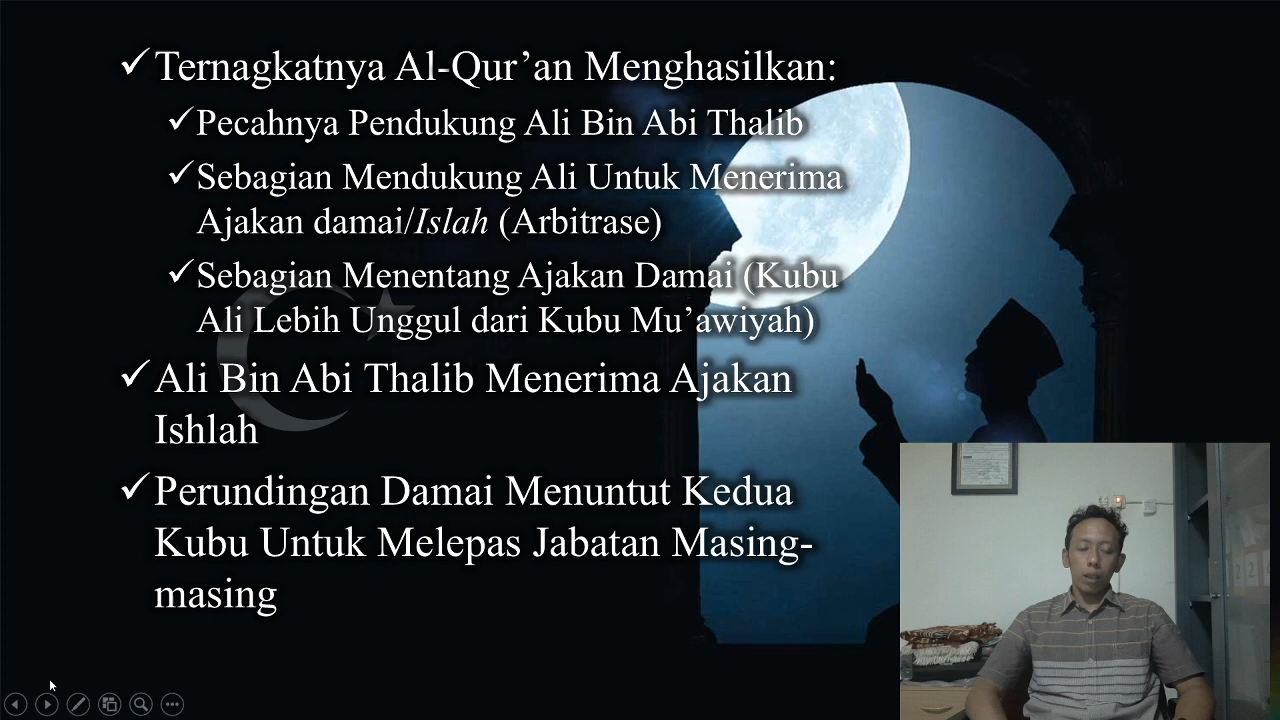 Ternagkatnya Al-Qur’an Menghasilkan:
Pecahnya Pendukung Ali Bin Abi Thalib
Sebagian Mendukung Ali Untuk Menerima
Ajakan damai/Islah (Arbitrase)
Sebagian Menentang Ajakan Damai (Kubu
Ali Lebih Unggul dari Kubu Mu’awiyah)
Ali Bin Abi Thalib Menerima Ajakan
Ishlah
Perundingan Damai Menuntut Kedua
Kubu Untuk Melepas Jabatan Masing-
masing